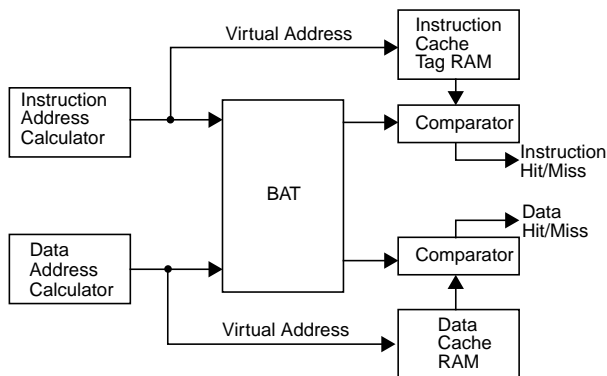 Virtual Address
Instruction
Cache
Tag RAM
Instruction
Address
Calculator
Comparator
Instruction
Hit/Miss
BAT
Data
Hit/Miss
Data
Address
Calculator
Comparator
Virtual Address
Data
Cache
RAM